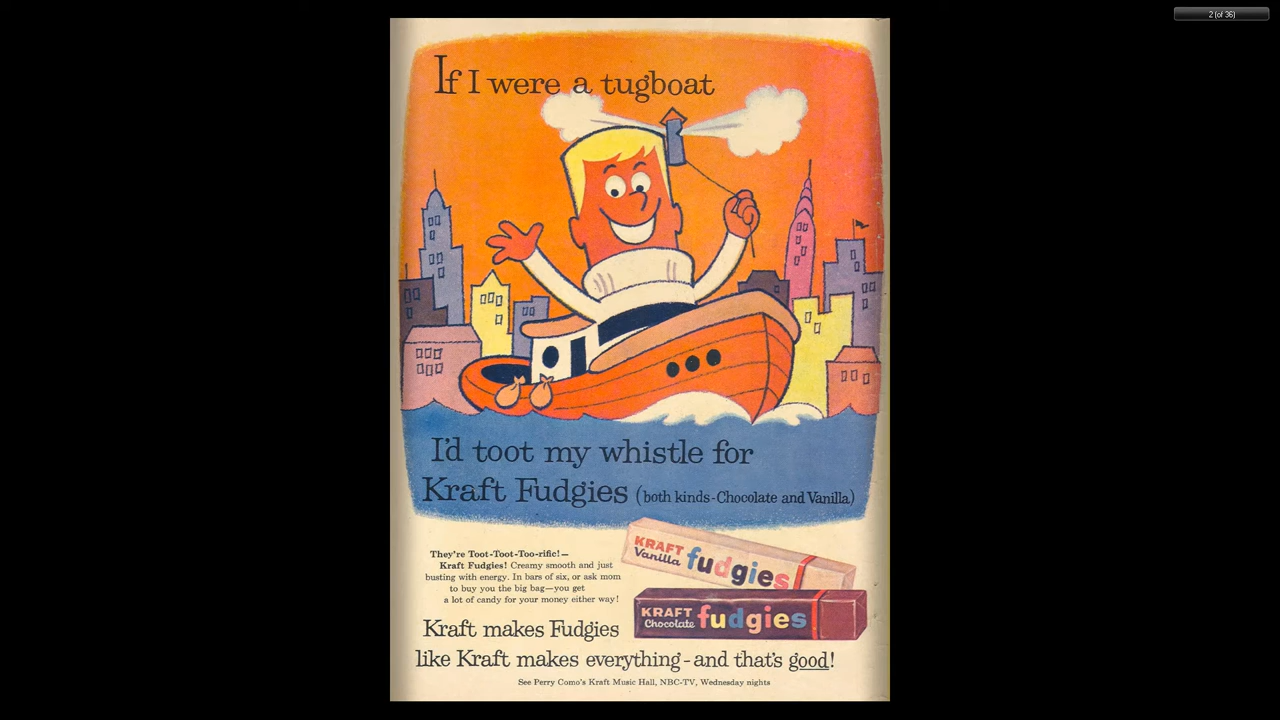 2 (of 36)
If I were a tugboat
I'd toot my whistle for
Kraft Fudgies (both kinds-Chocolate and Vanilla)
They're Toot-Toot-Too-rific!—
Kraft Fudgies! Creamy smooth and just
busting with energy. In bars of six, or ask mom
to buy you the big bag—you get
a lot of candy for your money either way!
KRAFT
Vanilla
fudgies
KRAFT
Chocolate
fudgies
Kraft makes Fudgies
like Kraft makes everything-and that's good!
See Perry Como's Kraft Music Hall, NBC-TV, Wednesday nights